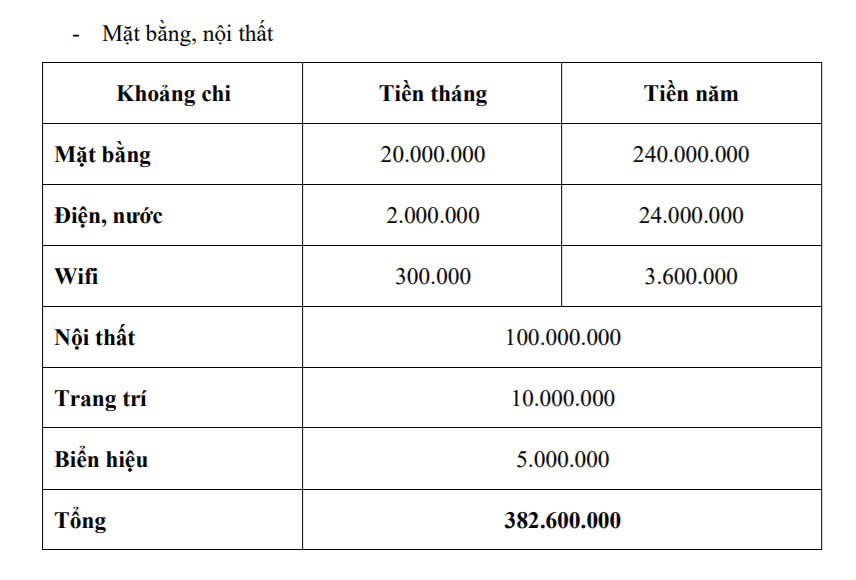 - Mặt bằng, nội thất
Khoảng chi Tiền tháng Tiền năm
Mặt bằng 20.000.000 240.000.000
Điện, nước 2.000.000 24.000.000
Wifi 300.000 3.600.000
Nội thất 100.000.000
Trang trí 10.000.000
Biển hiệu 5.000.000
Tổng 382.600.000